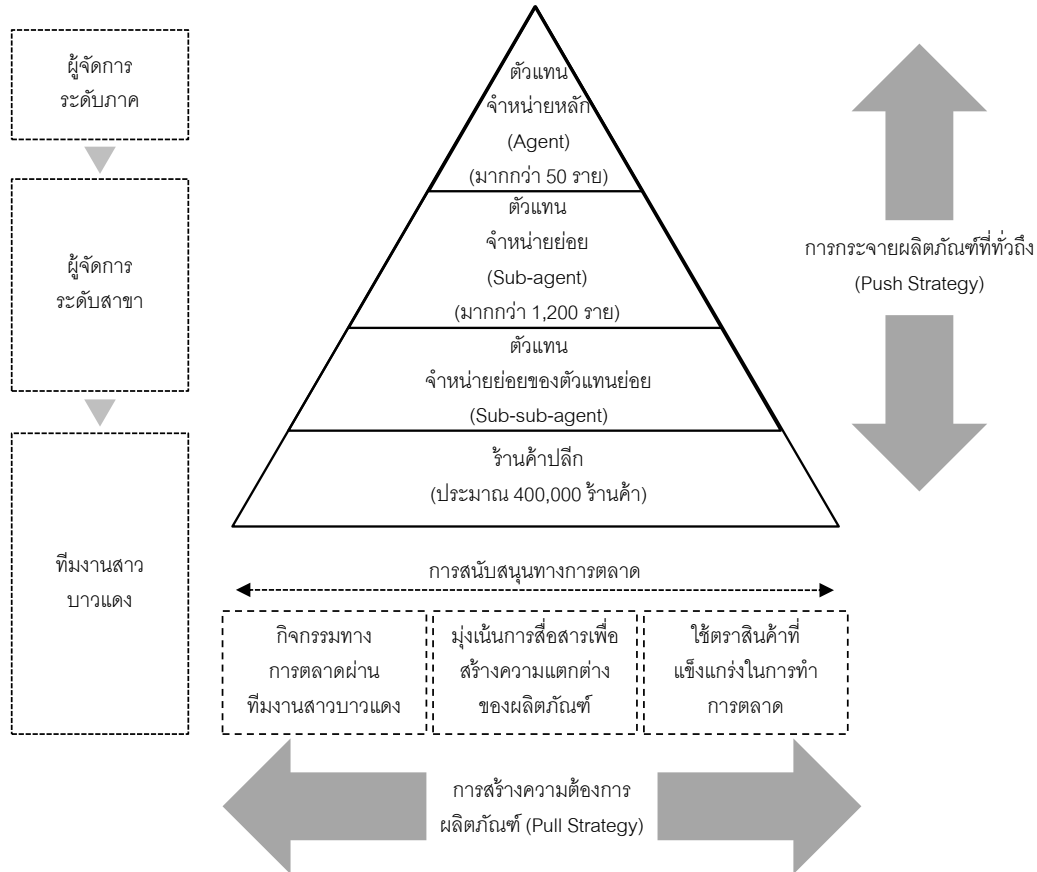 ผู้จัดการ
ระดับภาค
ผู้จัดการ
ระดับสาขา
ทีมงานสาว
บาวแดง
ตัวแทน
จำหน่ายหลัก
(Agent)
(มากกว่า 50 ราย)
ตัวแทน
จำหน่ายย่อย
(Sub-agent)
(มากกว่า 1,200 ราย)
ตัวแทน
จำหน่ายย่อยของตัวแทนย่อย
(Sub-sub-agent)
ร้านค้าปลีก
(ประมาณ 400,000 ร้านค้า)
การกระจายผลิตภัณฑ์ที่ทั่วถึง
(Push Strategy)
การสนับสนุนทางการตลาด
กิจกรรมทาง
การตลาดผ่าน
ทีมงานสาวบาวแดง
มุ่งเน้นการสื่อสารเพื่อ
สร้างความแตกต่าง
ของผลิตภัณฑ์
ใช้ตราสินค้าที่
แข็งแกร่งในการทำ
การตลาด
การสร้างความต้องการ
ผลิตภัณฑ์ (Pull Strategy)